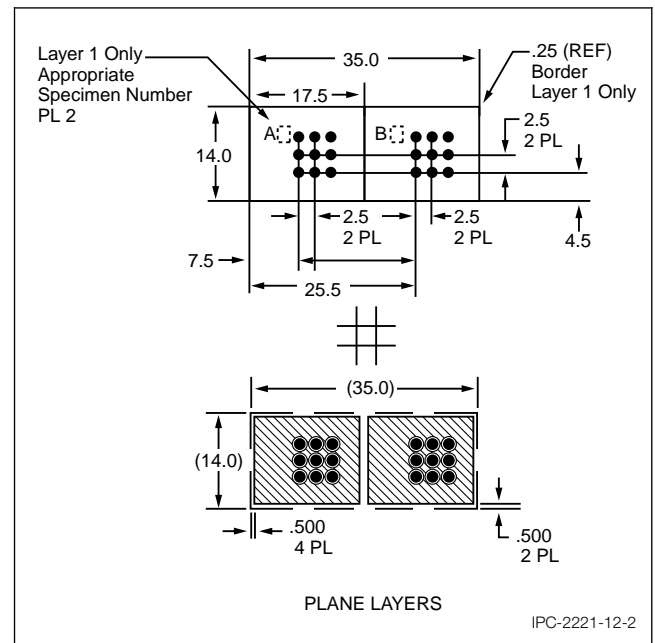 Layer 1 Only
Appropriate
Specimen Number
PL 2
35.0
.25 (REF)
Border
Layer 1 Only
17.5
A
B
2.5
2 PL
14.0
2.5
2 PL
2.5
2 PL
4.5
7.5
25.5
(35.0)
(14.0)
.500
4 PL
.500
2 PL
PLANE LAYERS
IPC-2221-12-2